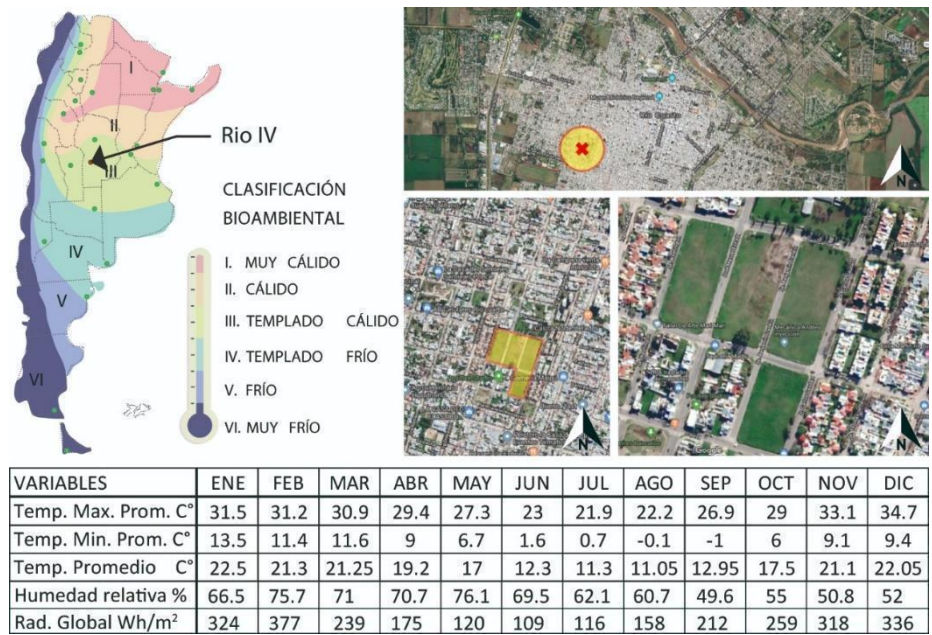 I
II
Rio IV
III
CLASIFICACIÓN
BIOAMBIENTAL
IV
I. MUY CÁLIDO
II. CÁLIDO
V
III. TEMPLADO CÁLIDO
IV. TEMPLADO FRÍO
VI
V. FRÍO
VI. MUY FRÍO
Río Cuarto
N
N
N
VARIABLES ENE FEB MAR ABR MAY JUN JUL AGO SEP OCT NOV DIC
Temp. Max. Prom. C° 31.5 31.2 30.9 29.4 27.3 23 21.9 22.2 26.9 29 33.1 34.7
Temp. Min. Prom. C° 13.5 11.4 11.6 9 6.7 1.6 0.7 -0.1 -1 6 9.1 9.4
Temp. Promedio C° 22.5 21.3 21.25 19.2 17 12.3 11.3 11.05 12.95 17.5 21.1 22.05
Humedad relativa % 66.5 75.7 71 70.7 76.1 69.5 62.1 60.7 49.6 55 50.8 52
Rad. Global Wh/m² 324 377 239 175 120 109 116 158 212 259 318 336